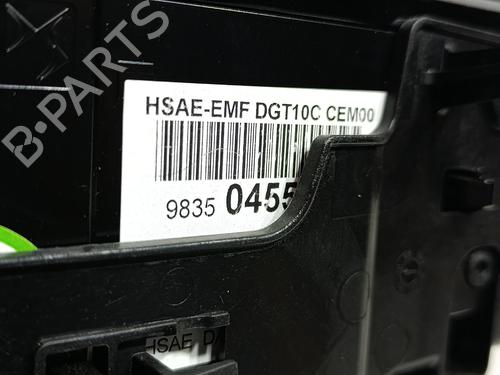 B-PARTS
HSAE-EMF DGT10C CEM00
9835 0455
HSAE D